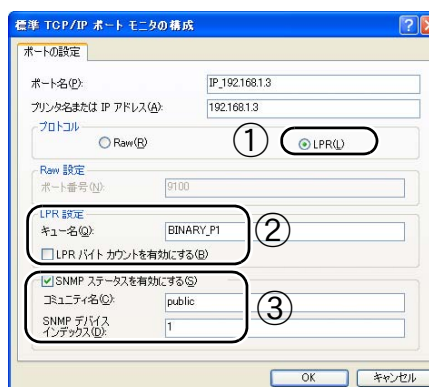 標準 TCP/IP ポート モニタの構成
ポートの設定
ポート名(P): IP_192.168.1.3
プリンタ名または IP アドレス(A): 192.168.1.3
プロトコル
Raw(R) ① LPR(L)
Raw 設定
ポート番号(N): 9100
LPR 設定
キュー名(Q): BINARY_P1 ②
LPR バイト カウントを有効にする(B)
SNMP ステータスを有効にする(S)
コミュニティ名(C): public ③
SNMP デバイス
インデックス(D): 1
OK キャンセル